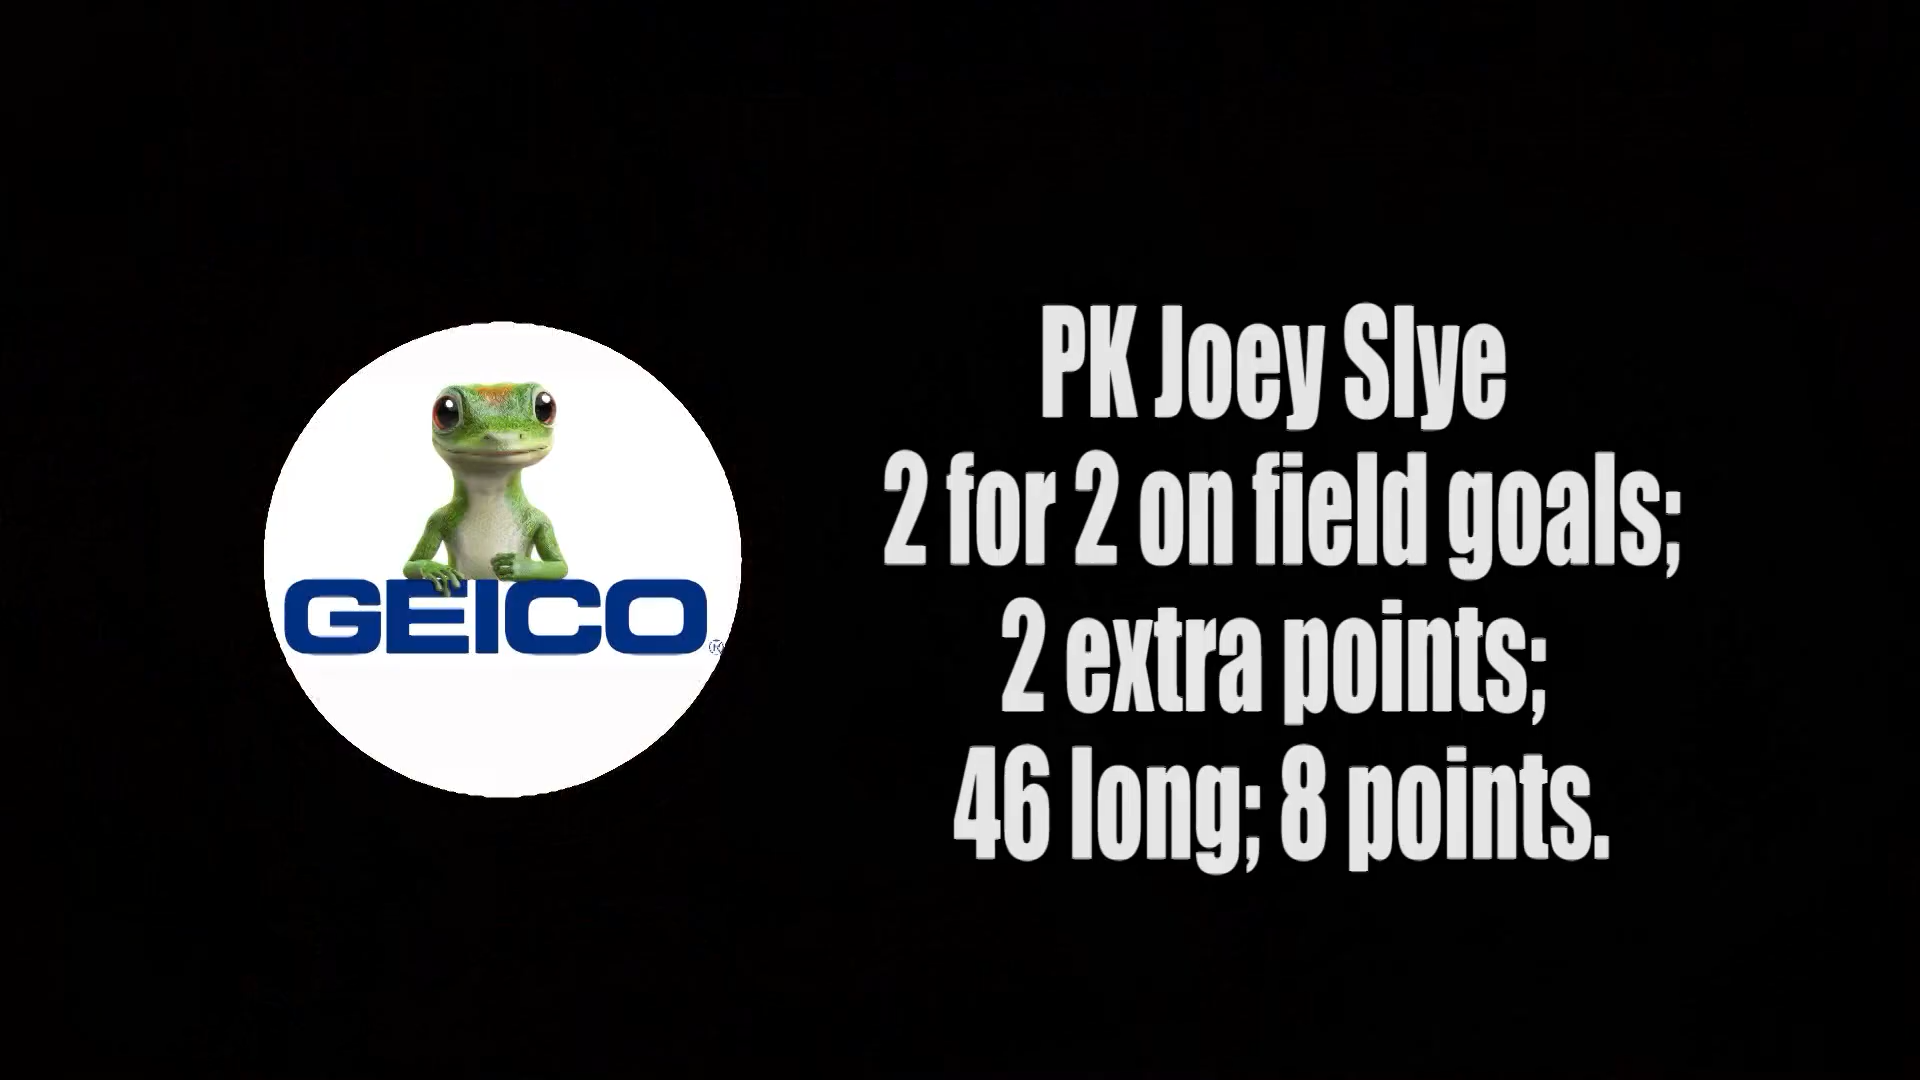 GEICO®
PK Joey Slye
2 for 2 on field goals;
2 extra points;
46 long; 8 points.